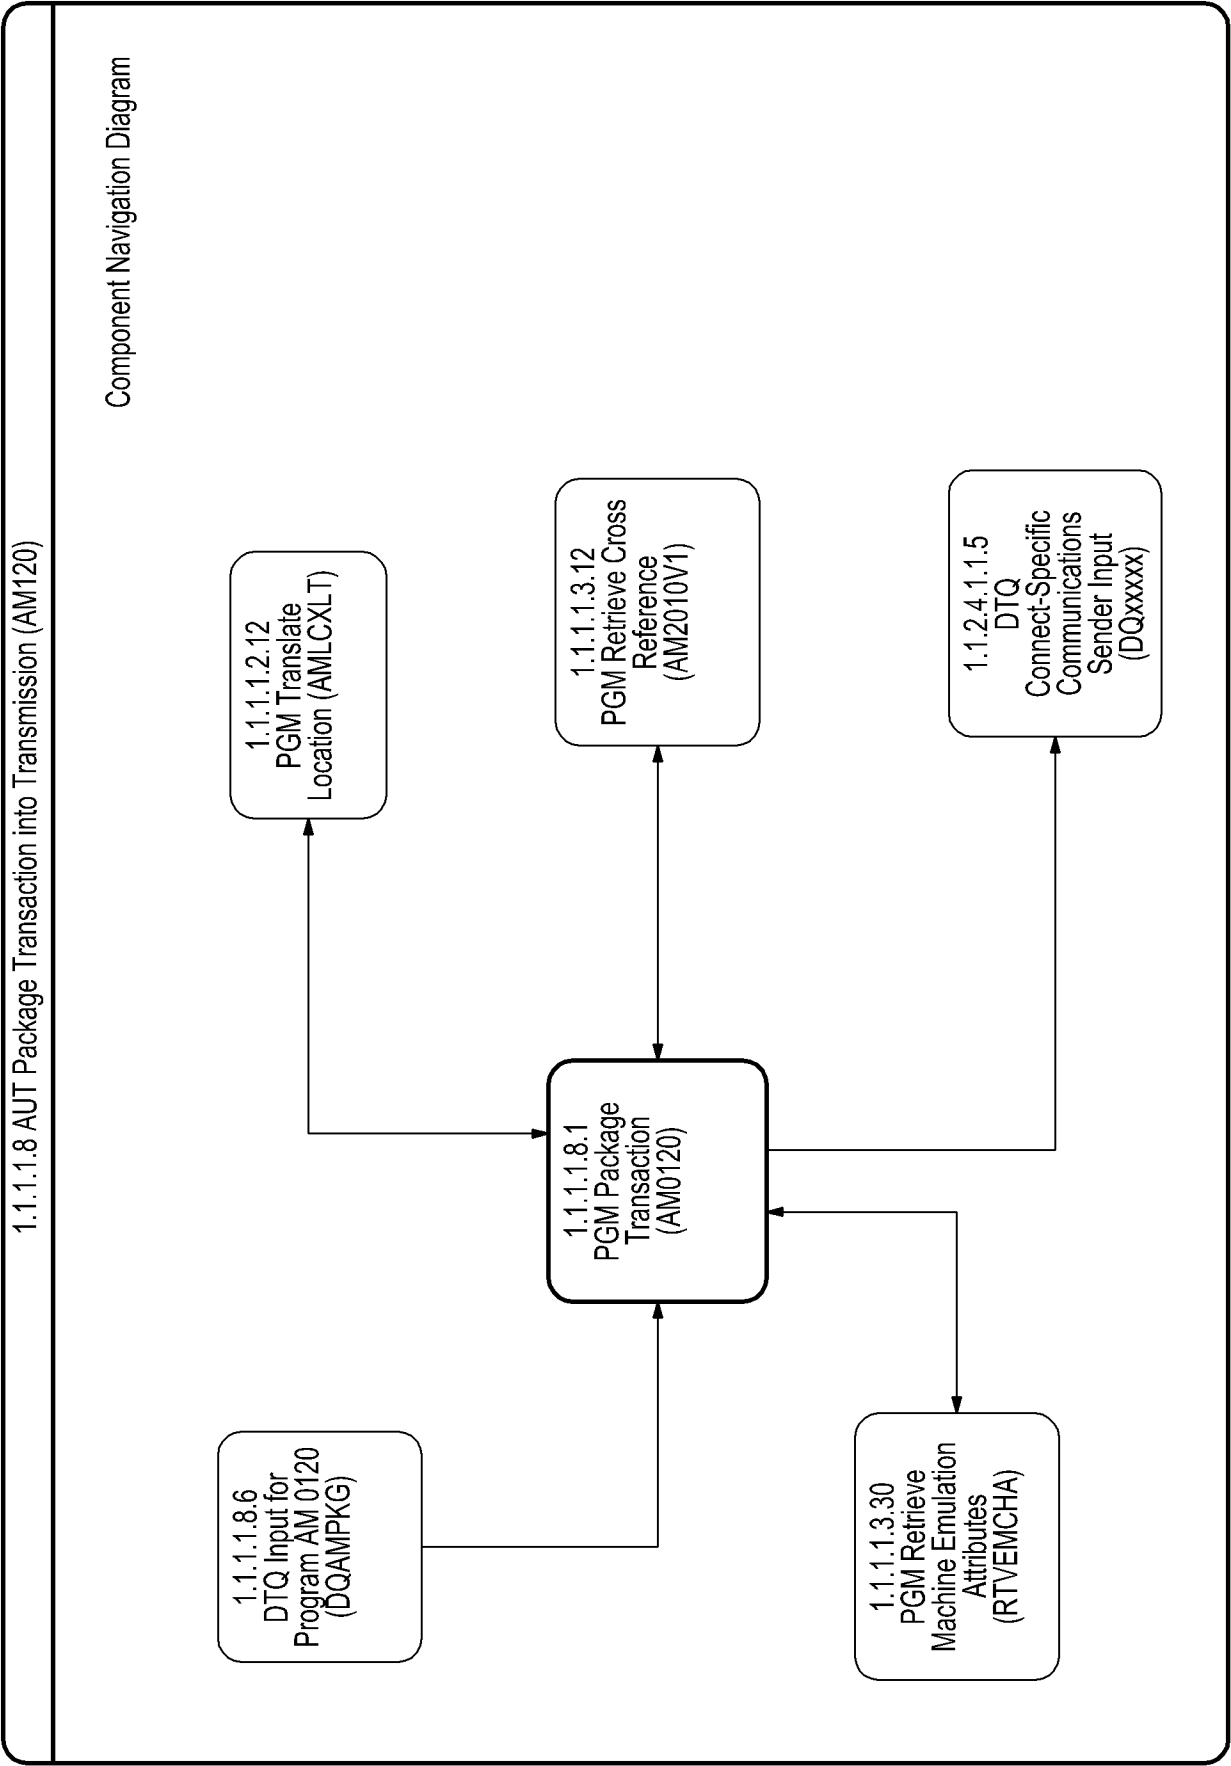 1.1.1.1.8 AUT Package Transaction into Transmission (AM120)
Component Navigation Diagram
1.1.1.1.8.6
DTQ Input for
Program AM 0120
(DQAMPKG)
1.1.1.1.2.12
PGM Translate
Location (AMLCXLT)
1.1.1.1.8.1
PGM Package
Transaction
(AM0120)
1.1.1.1.3.12
PGM Retrieve Cross
Reference
(AM2010V1)
1.1.1.1.3.30
PGM Retrieve
Machine Emulation
Attributes
(RTVEMCHA)
1.1.2.4.1.1.5
DTQ
Connect-Specific
Communications
Sender Input
(DQxxxxx)